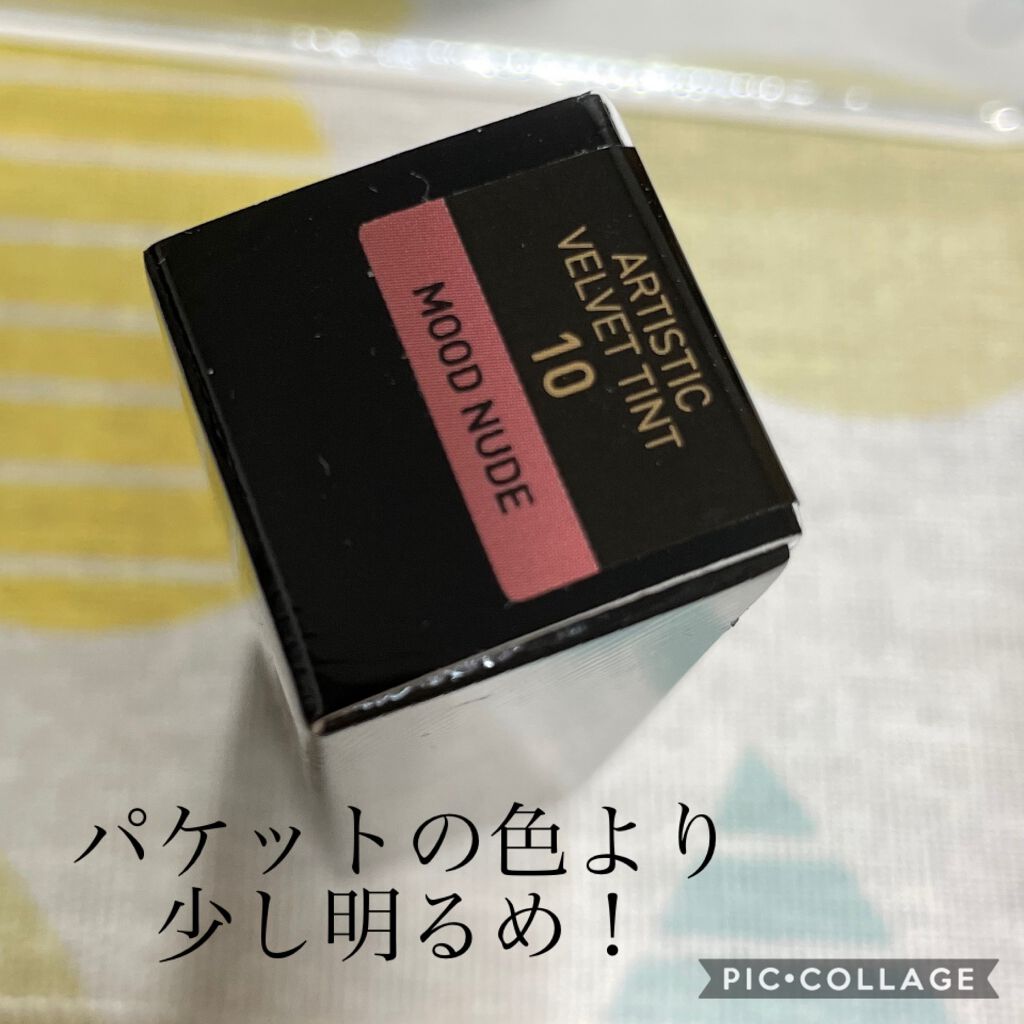 ARTISTIC
VELVET TINT
10
MOOD NUDE
パケットの色より
少し明るめ！
PIC•COLLAGE